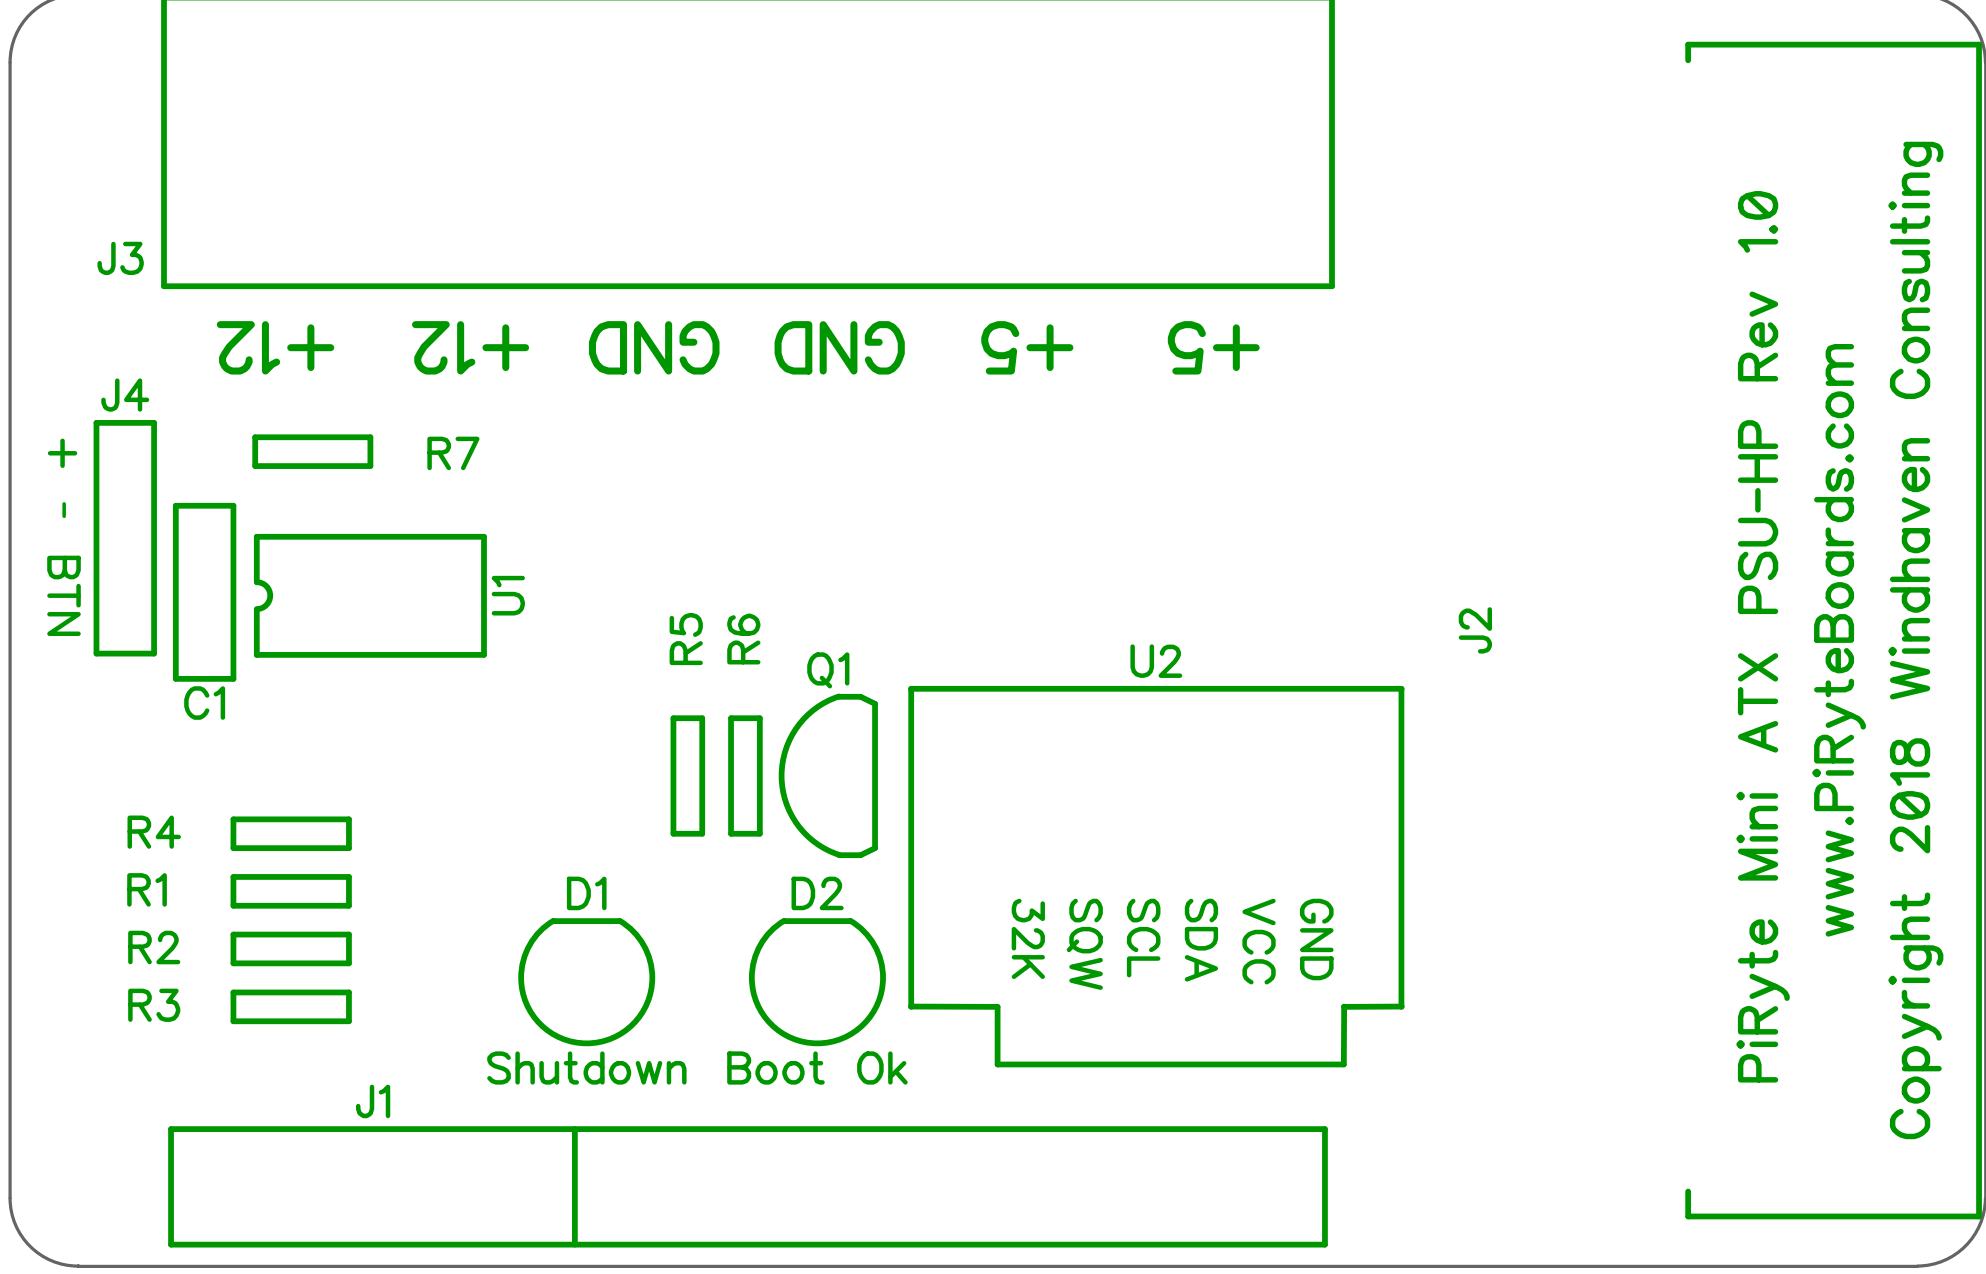 J3
+12
+12
GND
GND
+5
+5
J4
+
-
BTN
R7
U1
C1
R5
R6
Q1
U2
J2
R4
R1
R2
R3
D1
D2
32K
SQW
SCL
SDA
VCC
GND
Shutdown
Boot Ok
J1
PiRyte Mini ATX PSU-HP Rev 1.0
www.PiRyteBoards.com
Copyright 2018 Windhaven Consulting